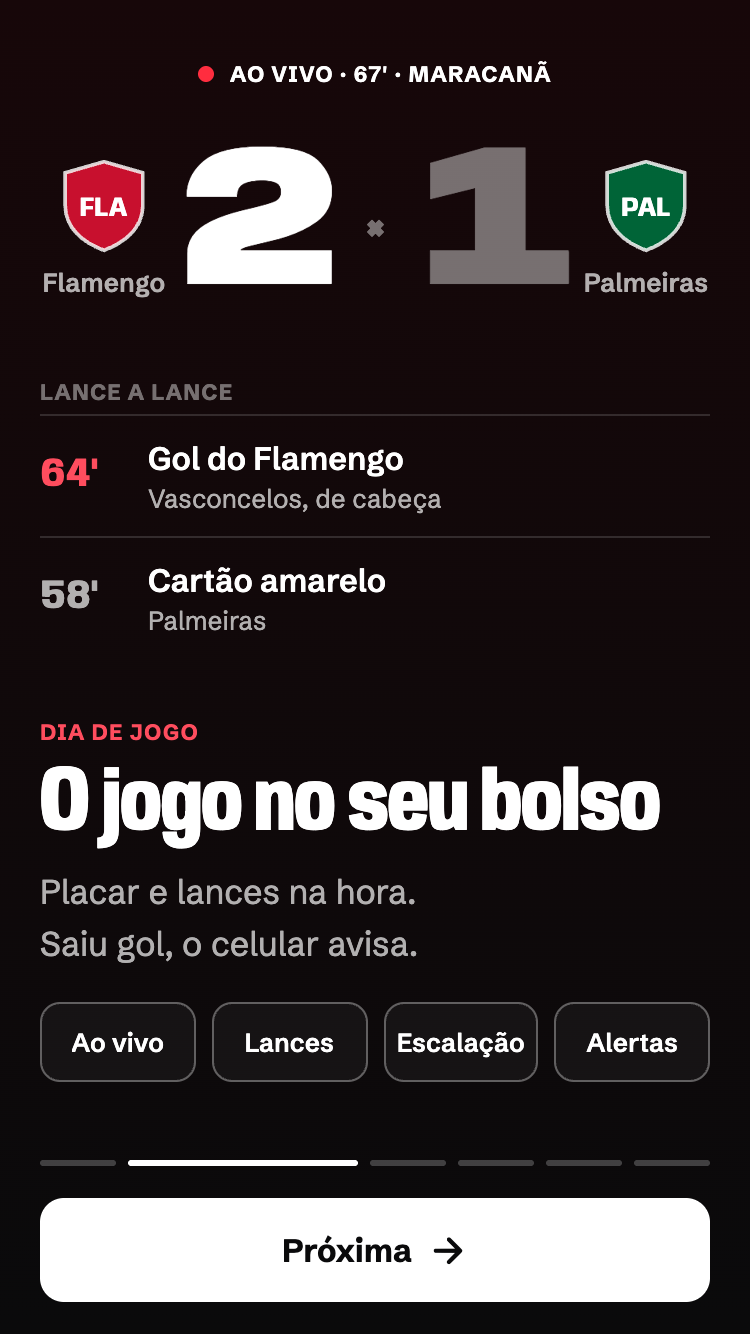 AO VIVO · 67' · MARACANÃ
FLA 2 × 1 PAL
Flamengo Palmeiras
LANCE A LANCE
64' Gol do Flamengo
Vasconcelos, de cabeça
58' Cartão amarelo
Palmeiras
DIA DE JOGO
O jogo no seu bolso
Placar e lances na hora.
Saiu gol, o celular avisa.
Ao vivo Lances Escalação Alertas
Próxima →